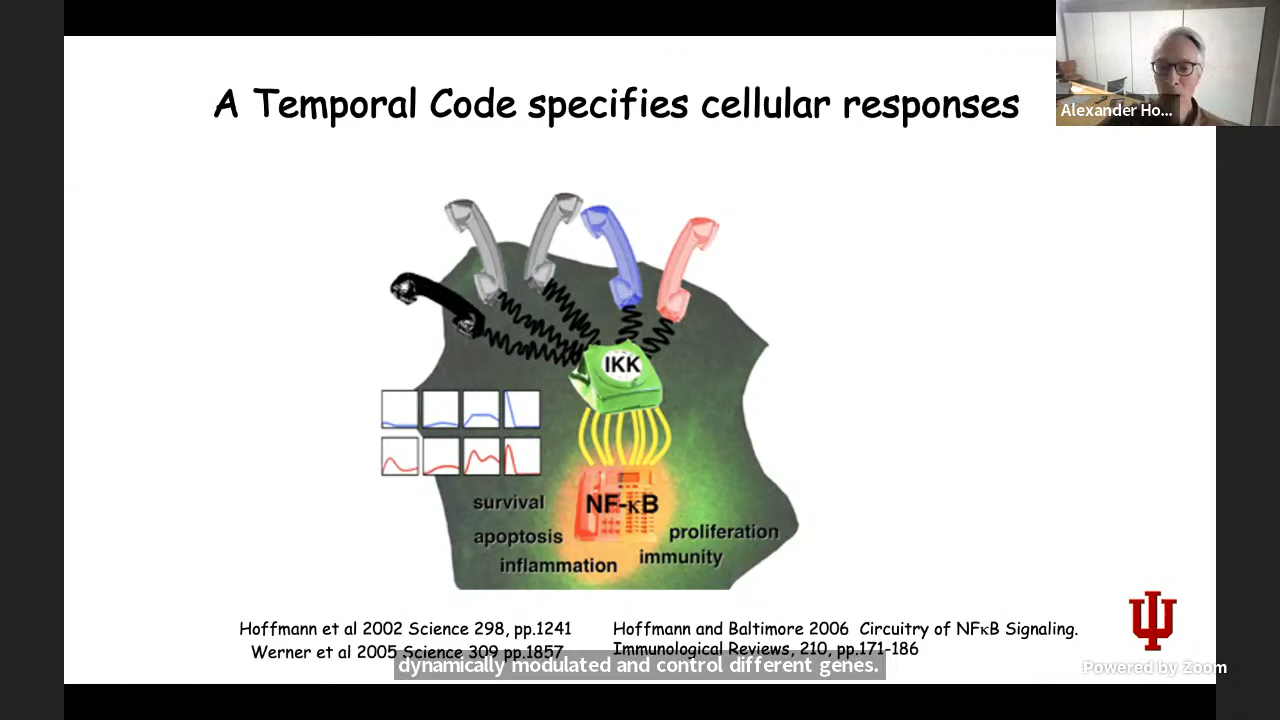 A Temporal Code specifies cellular responses
Alexander Ho...
IKK
NF-κB
survival
apoptosis
inflammation
proliferation
immunity
Hoffmann et al 2002 Science 298, pp.1241
Werner et al 2005 Science 309 pp.1857
Hoffmann and Baltimore 2006 Circuitry of NFκB Signaling.
Immunological Reviews, 210, pp.171-186
dynamically modulated and control different genes.
Powered by Zoom